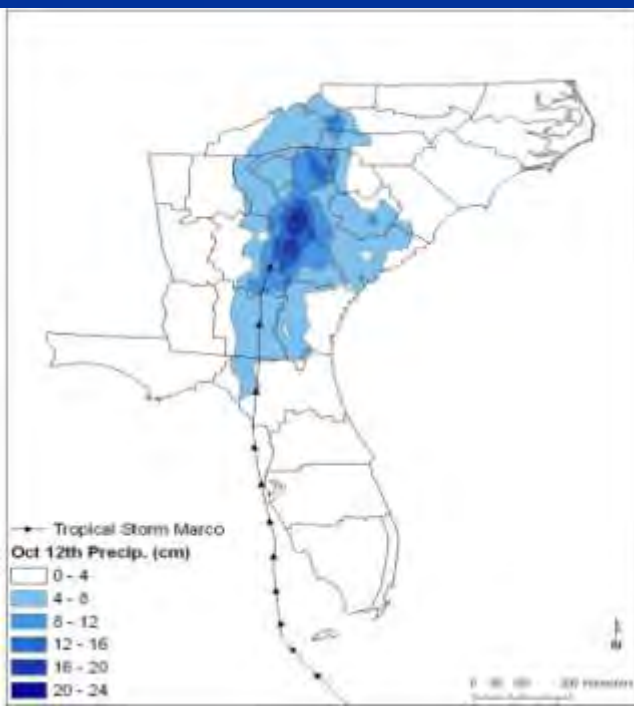 Tropical Storm Marco
Oct 12th Precip. (cm)
0 - 4
4 - 8
8 - 12
12 - 16
16 - 20
20 - 24
N